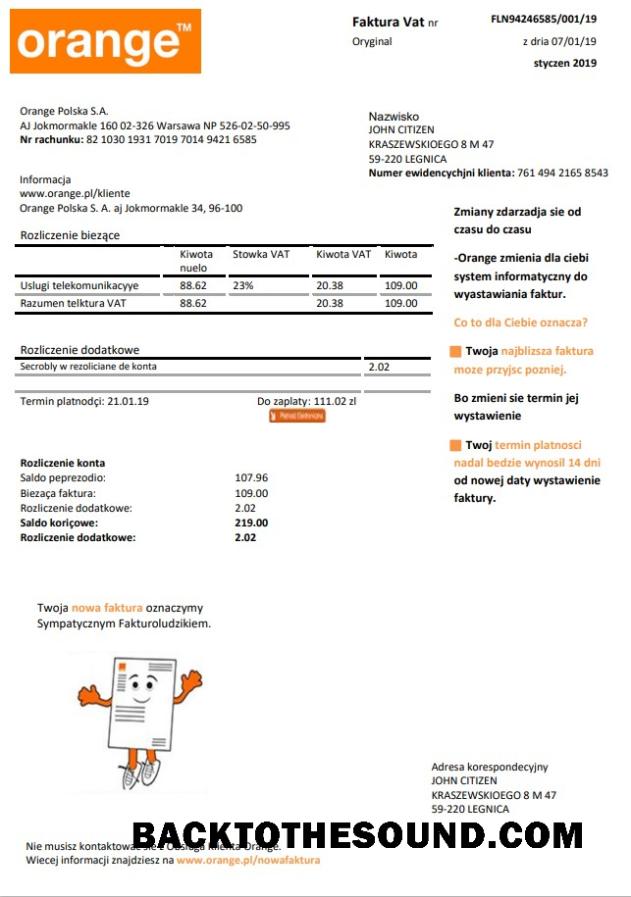 orange™
Faktura Vat nr FLN94246585/001/19
Oryginal z dria 07/01/19
styczen 2019
Orange Polska S.A.
AJ Jokmormakle 160 02-326 Warsawa NP 526-02-50-995
Nr rachunku: 82 1030 1931 7019 7014 9421 6585
Nazwisko
JOHN CITIZEN
KRASZEWSKIOEGO 8 M 47
59-220 LEGNICA
Numer ewidencychjni klienta: 761 494 2165 8543
Informacja
www.orange.pl/kliente
Orange Polska S. A. aj Jokmormakle 34, 96-100
Rozliczenie biezące
Kiwota nuelo Stowka VAT Kiwota VAT Kiwota
Uslugi telekomunikacyye 88.62 23% 20.38 109.00
Razumen telktura VAT 88.62 20.38 109.00
Rozliczenie dodatkowe
Secrobly w rezoliciane de konta 2.02
Termin platnodçi: 21.01.19 Do zaplaty: 111.02 zl
Rozliczenie konta
Saldo peprezodio: 107.96
Biezaça faktura: 109.00
Rozliczenie dodatkowe: 2.02
Saldo koriçowe: 219.00
Rozliczenie dodatkowe: 2.02
Zmiany zdarzadja sie od
czasu do czasu
-Orange zmienia dla ciebi
system informatyczny do
wyastawiania faktur.
Co to dla Ciebie oznacza?
Twoja najblizsza faktura
moze przyjsc pozniej.
Bo zmieni sie termin jej
wystawienie
Twoj termin platnosci
nadal bedzie wynosil 14 dni
od nowej daty wystawienie
faktury.
Twoja nowa faktura oznaczymy
Sympatycznym Fakturoludzikiem.
Adresa korespondecyjny
JOHN CITIZEN
KRASZEWSKIOEGO 8 M 47
59-220 LEGNICA
BACKTOTHESOUND.COM
Nie musisz kontaktować sie z Obsluga Klienta Orange.
Wiecej informacji znajdziesz na www.orange.pl/nowafaktura